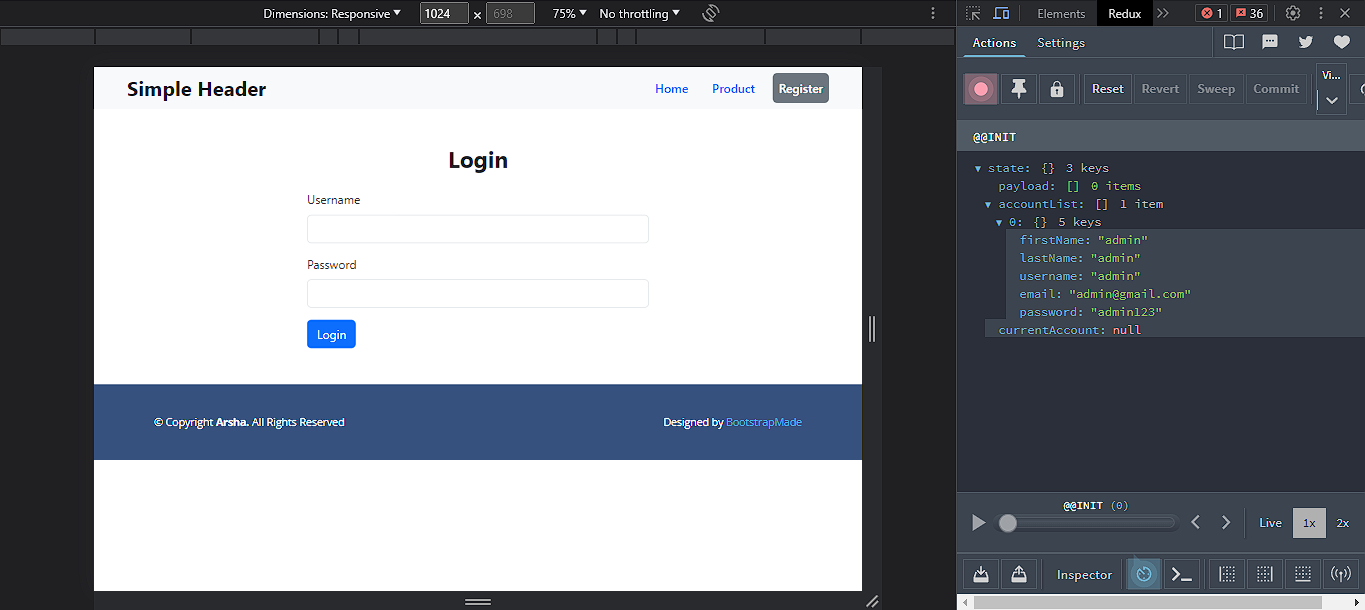 Dimensions: Responsive 1024 x 698 75% No throttling
Elements Redux 1 36
Actions Settings
Reset Revert Sweep Commit Vi...
@@INIT
state: {} 3 keys
payload: [] 0 items
accountList: [] 1 item
0: {} 5 keys
firstName: "admin"
lastName: "admin"
username: "admin"
email: "admin@gmail.com"
password: "admin123"
currentAccount: null
@@INIT (0)
Live 1x 2x
Inspector
Simple Header Home Product Register
Login
Username
Password
Login
© Copyright Arsha. All Rights Reserved Designed by BootstrapMade